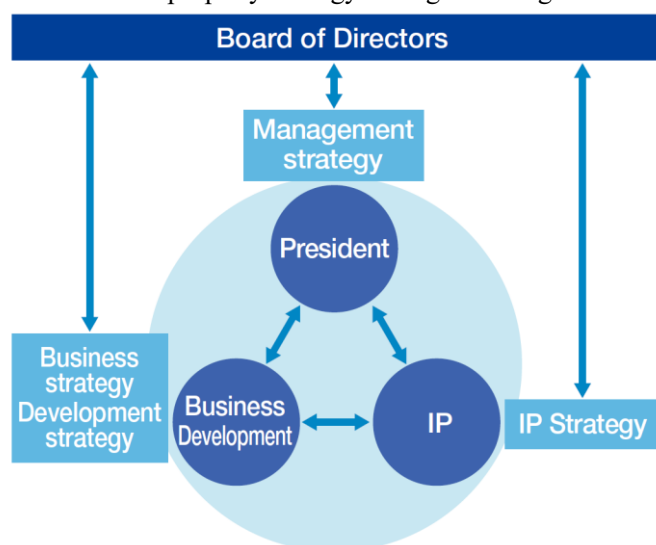 Board of Directors
Management
strategy
President
Business
strategy
Development
strategy
Business
Development
IP
IP Strategy